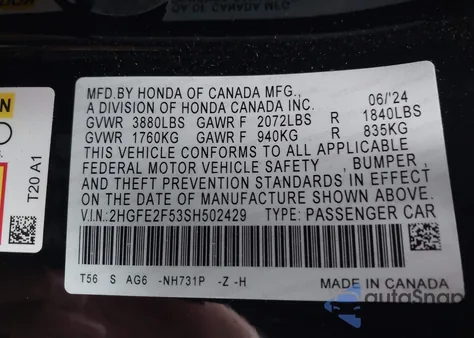 MFD.BY HONDA OF CANADA MFG.,
A DIVISION OF HONDA CANADA INC. 06/'24
GVWR 3880LBS GAWR F 2072LBS R 1840LBS
GVWR 1760KG GAWR F 940KG R 835KG
THIS VEHICLE CONFORMS TO ALL APPLICABLE
FEDERAL MOTOR VEHICLE SAFETY , BUMPER ,
AND THEFT PREVENTION STANDARDS IN EFFECT
ON THE DATE OF MANUFACTURE SHOWN ABOVE.
V.I.N.:2HGFE2F53SH502429 TYPE: PASSENGER CAR
T56 S AG6 -NH731P -Z -H
MADE IN CANADA
T20 A1
autoSnap